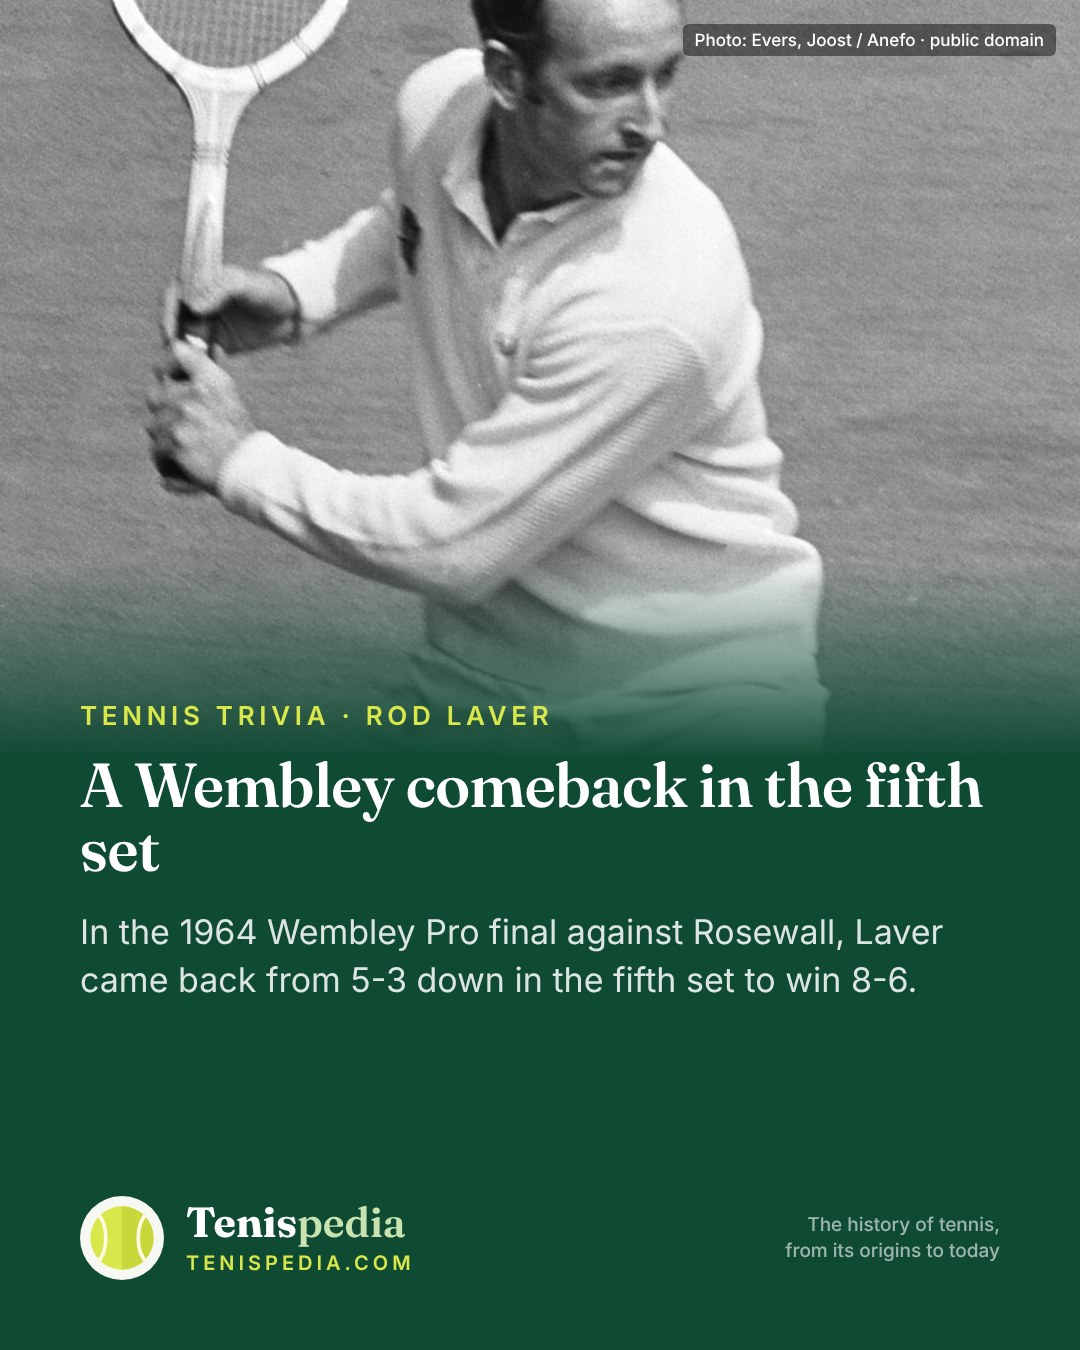 Photo: Evers, Joost / Anefo · public domain
TENNIS TRIVIA · ROD LAVER
A Wembley comeback in the fifth
set
In the 1964 Wembley Pro final against Rosewall, Laver
came back from 5-3 down in the fifth set to win 8-6.
Tenispedia
TENISPEDIA.COM
The history of tennis,
from its origins to today